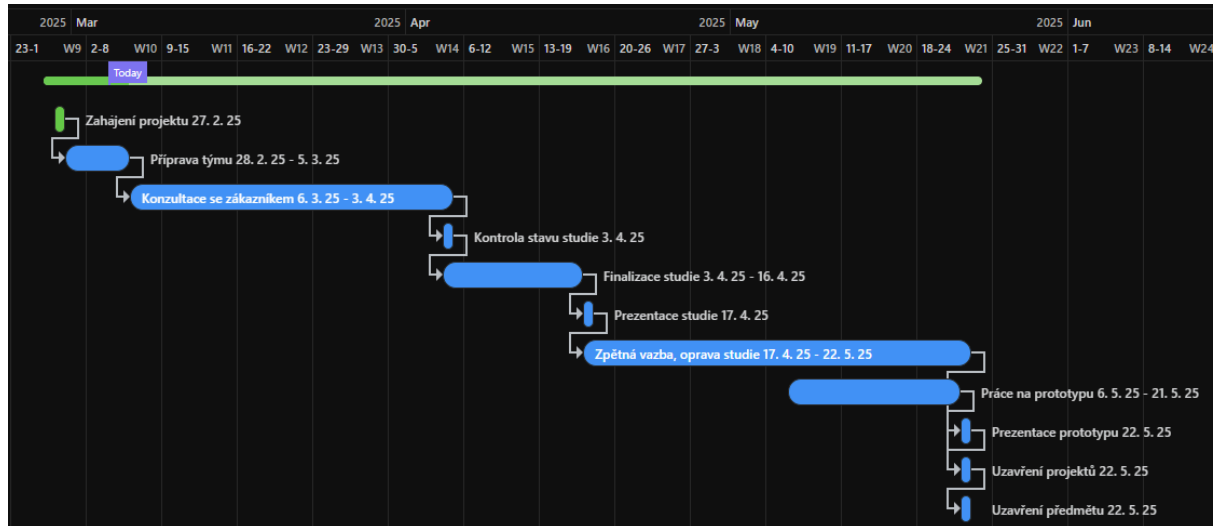 2025 Mar 2025 Apr 2025 May 2025 Jun
23-1 W9 2-8 W10 9-15 W11 16-22 W12 23-29 W13 30-5 W14 6-12 W15 13-19 W16 20-26 W17 27-3 W18 4-10 W19 11-17 W20 18-24 W21 25-31 W22 1-7 W23 8-14 W24
Today
Zahájení projektu 27. 2. 25
Příprava týmu 28. 2. 25 - 5. 3. 25
Konzultace se zákazníkem 6. 3. 25 - 3. 4. 25
Kontrola stavu studie 3. 4. 25
Finalizace studie 3. 4. 25 - 16. 4. 25
Prezentace studie 17. 4. 25
Zpětná vazba, oprava studie 17. 4. 25 - 22. 5. 25
Práce na prototypu 6. 5. 25 - 21. 5. 25
Prezentace prototypu 22. 5. 25
Uzavření projektů 22. 5. 25
Uzavření předmětu 22. 5. 25